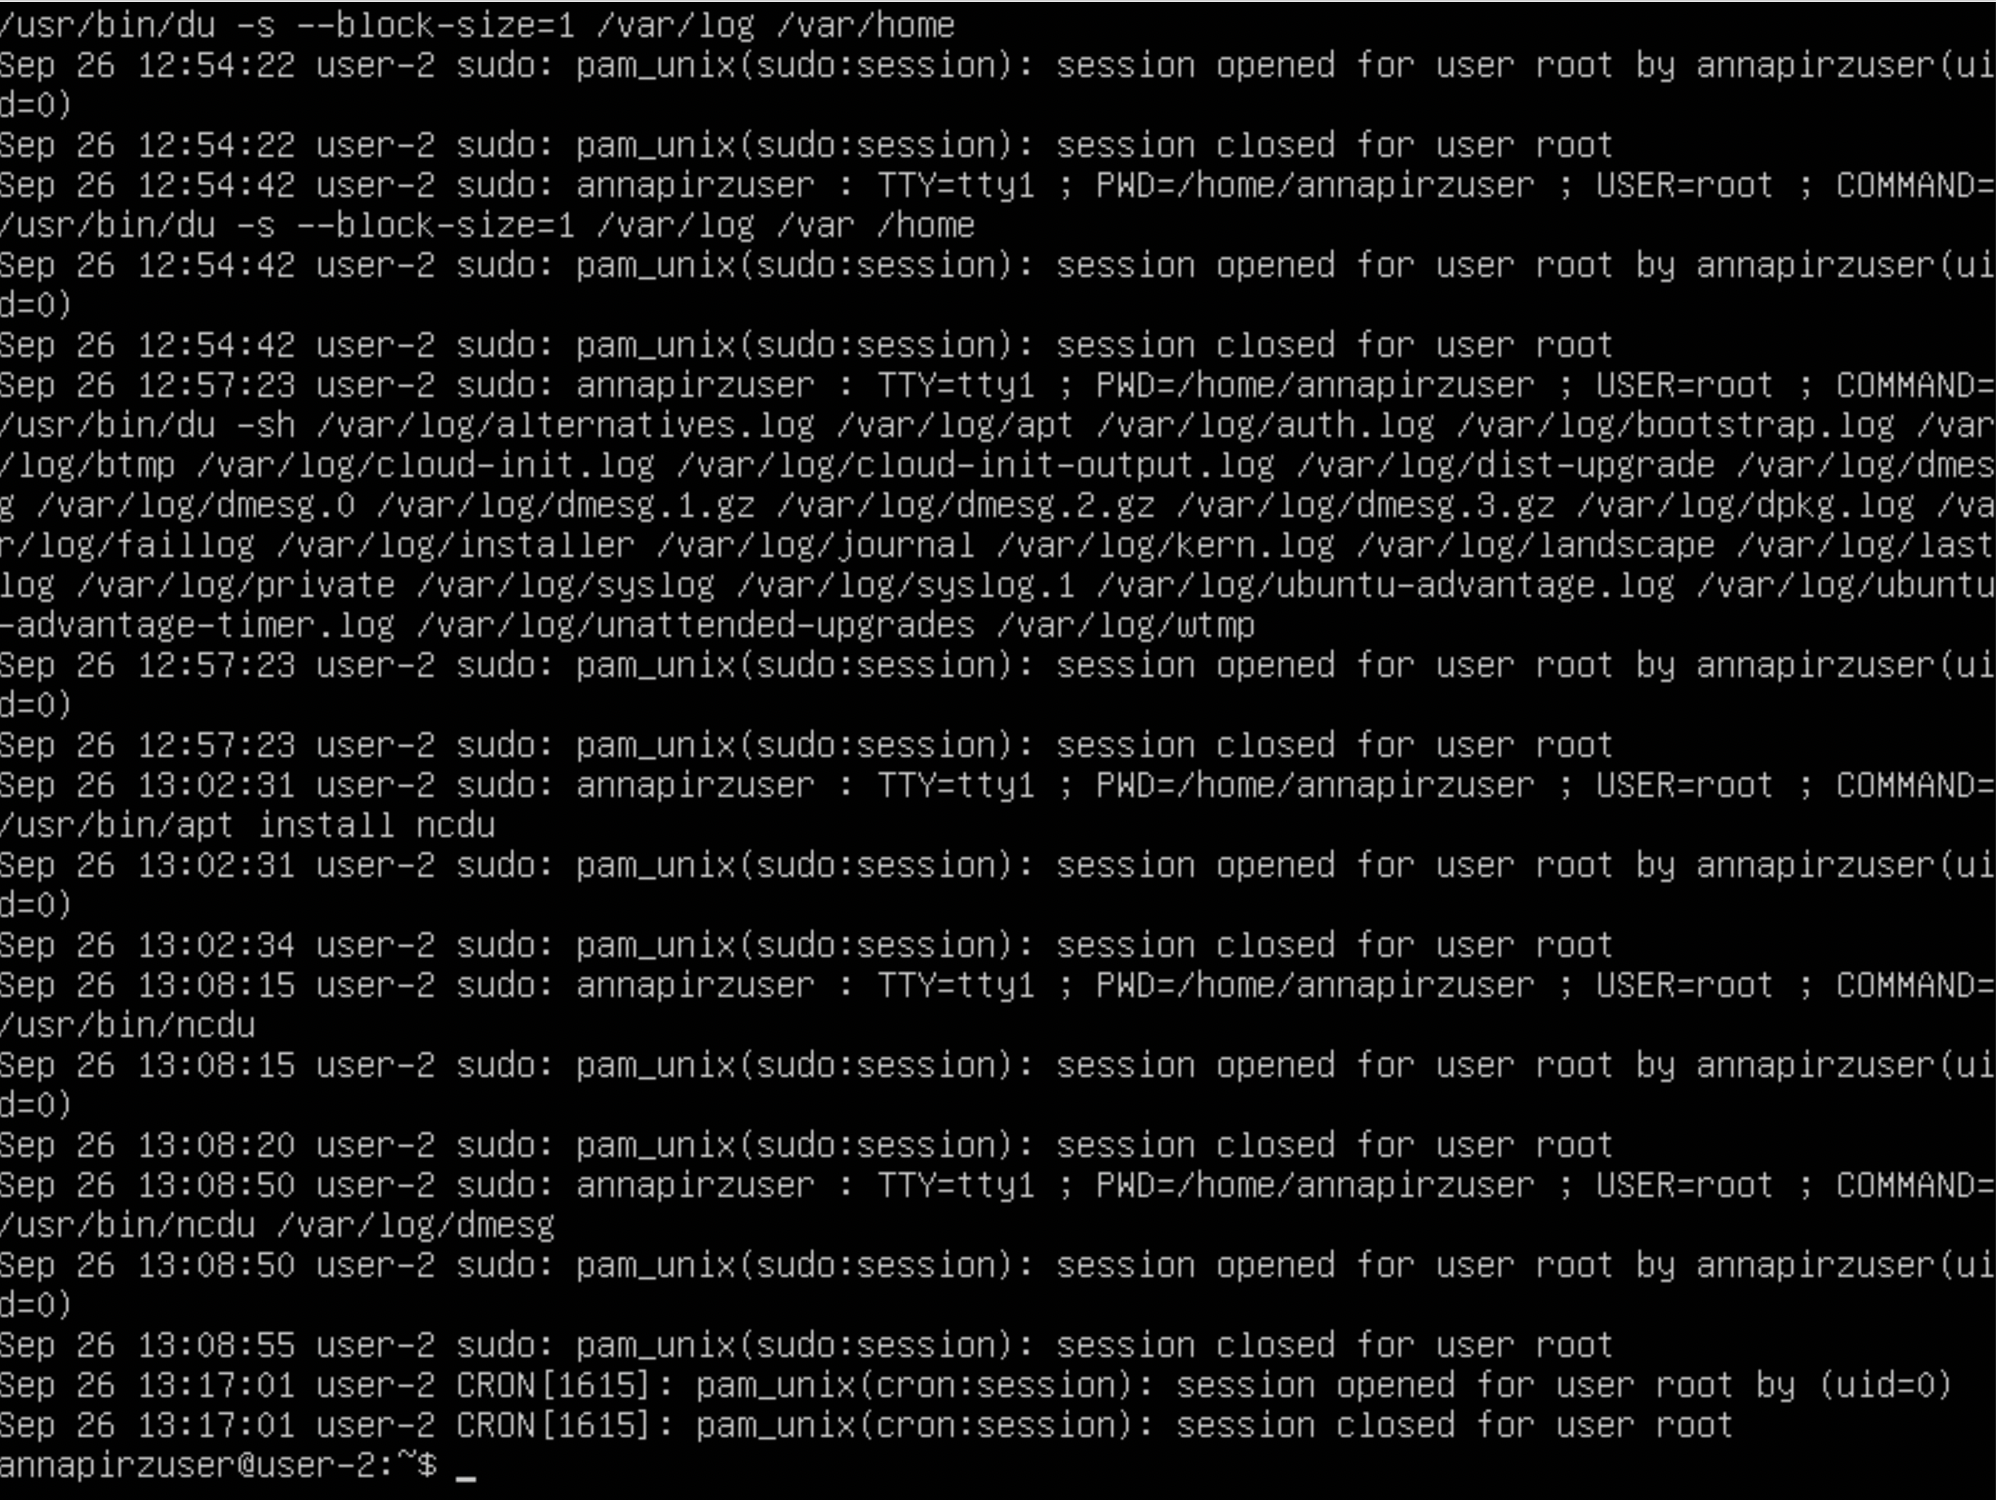 /usr/bin/du -s --block-size=1 /var/log /var/home
Sep 26 12:54:22 user-2 sudo: pam_unix(sudo:session): session opened for user root by annapirzuser(ui
d=0)
Sep 26 12:54:22 user-2 sudo: pam_unix(sudo:session): session closed for user root
Sep 26 12:54:42 user-2 sudo: annapirzuser : TTY=tty1 ; PWD=/home/annapirzuser ; USER=root ; COMMAND=
/usr/bin/du -s --block-size=1 /var/log /var /home
Sep 26 12:54:42 user-2 sudo: pam_unix(sudo:session): session opened for user root by annapirzuser(ui
d=0)
Sep 26 12:54:42 user-2 sudo: pam_unix(sudo:session): session closed for user root
Sep 26 12:57:23 user-2 sudo: annapirzuser : TTY=tty1 ; PWD=/home/annapirzuser ; USER=root ; COMMAND=
/usr/bin/du -sh /var/log/alternatives.log /var/log/apt /var/log/auth.log /var/log/bootstrap.log /var
/log/btmp /var/log/cloud-init.log /var/log/cloud-init-output.log /var/log/dist-upgrade /var/log/dmes
g /var/log/dmesg.0 /var/log/dmesg.1.gz /var/log/dmesg.2.gz /var/log/dmesg.3.gz /var/log/dpkg.log /va
r/log/faillog /var/log/installer /var/log/journal /var/log/kern.log /var/log/landscape /var/log/last
log /var/log/private /var/log/syslog /var/log/syslog.1 /var/log/ubuntu-advantage.log /var/log/ubuntu
-advantage-timer.log /var/log/unattended-upgrades /var/log/wtmp
Sep 26 12:57:23 user-2 sudo: pam_unix(sudo:session): session opened for user root by annapirzuser(ui
d=0)
Sep 26 12:57:23 user-2 sudo: pam_unix(sudo:session): session closed for user root
Sep 26 13:02:31 user-2 sudo: annapirzuser : TTY=tty1 ; PWD=/home/annapirzuser ; USER=root ; COMMAND=
/usr/bin/apt install ncdu
Sep 26 13:02:31 user-2 sudo: pam_unix(sudo:session): session opened for user root by annapirzuser(ui
d=0)
Sep 26 13:02:34 user-2 sudo: pam_unix(sudo:session): session closed for user root
Sep 26 13:08:15 user-2 sudo: annapirzuser : TTY=tty1 ; PWD=/home/annapirzuser ; USER=root ; COMMAND=
/usr/bin/ncdu
Sep 26 13:08:15 user-2 sudo: pam_unix(sudo:session): session opened for user root by annapirzuser(ui
d=0)
Sep 26 13:08:20 user-2 sudo: pam_unix(sudo:session): session closed for user root
Sep 26 13:08:50 user-2 sudo: annapirzuser : TTY=tty1 ; PWD=/home/annapirzuser ; USER=root ; COMMAND=
/usr/bin/ncdu /var/log/dmesg
Sep 26 13:08:50 user-2 sudo: pam_unix(sudo:session): session opened for user root by annapirzuser(ui
d=0)
Sep 26 13:08:55 user-2 sudo: pam_unix(sudo:session): session closed for user root
Sep 26 13:17:01 user-2 CRON[1615]: pam_unix(cron:session): session opened for user root by (uid=0)
Sep 26 13:17:01 user-2 CRON[1615]: pam_unix(cron:session): session closed for user root
annapirzuser@user-2:~$ _